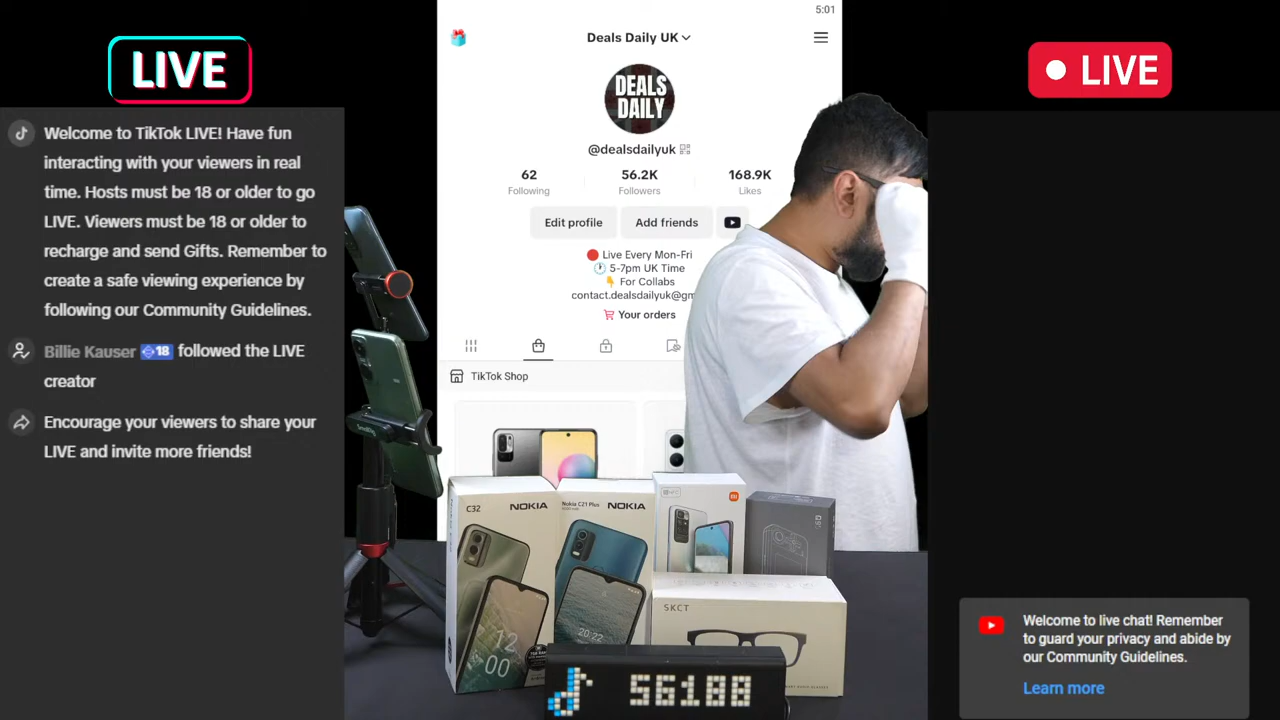 LIVE
Welcome to TikTok LIVE! Have fun
interacting with your viewers in real
time. Hosts must be 18 or older to go
LIVE. Viewers must be 18 or older to
recharge and send Gifts. Remember to
create a safe viewing experience by
following our Community Guidelines.
Billie Kauser 18 followed the LIVE
creator
Encourage your viewers to share your
LIVE and invite more friends!
5:01
Deals Daily UK
DEALS
DAILY
@dealsdailyuk
62
Following
56.2K
Followers
168.9K
Likes
Edit profile
Add friends
Live Every Mon-Fri
5-7pm UK Time
For Collabs
contact.dealsdailyuk@gm
Your orders
TikTok Shop
C32
NOKIA
Nokia C21 Plus
NOKIA
12
00
20:22
SKCT
56188
LIVE
Welcome to live chat! Remember
to guard your privacy and abide by
our Community Guidelines.
Learn more